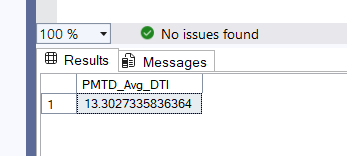 100 %
No issues found
Results Messages
PMTD_Avg_DTI
1 13.3027335836364